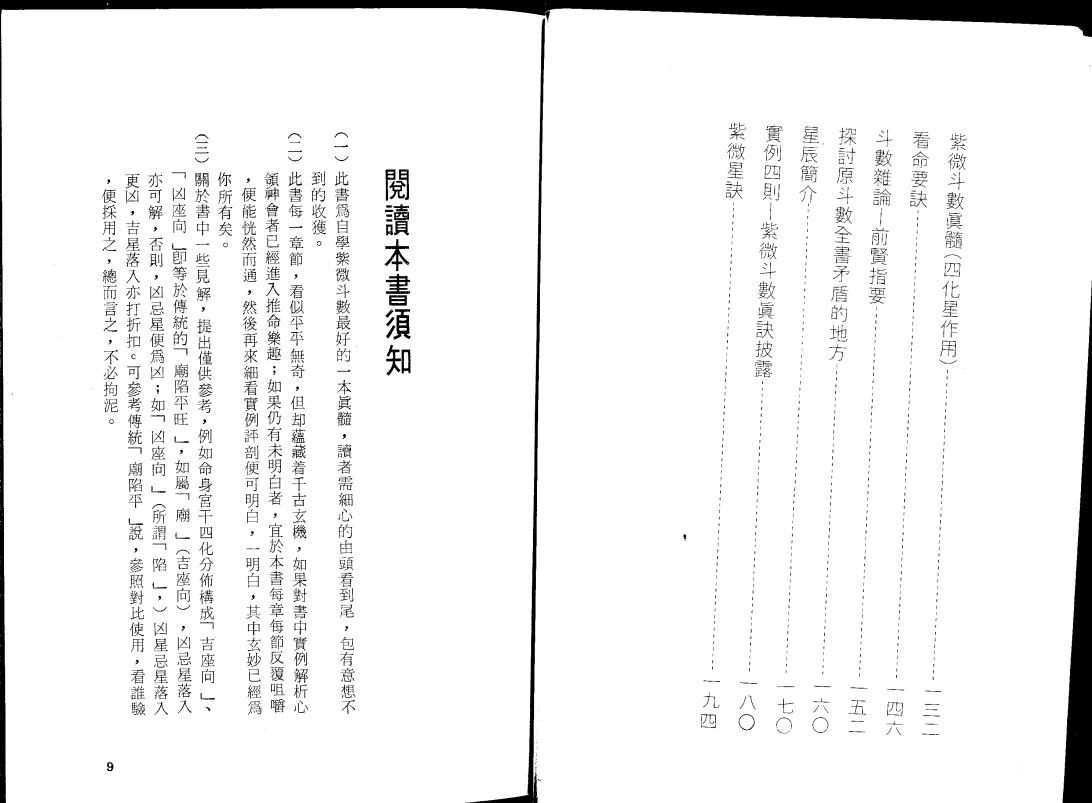 紫微斗數眞髓（四化星作用）一三二
看命要訣一四六
斗數雜論—前賢指要一五二
探討原斗數全書矛盾的地方一六〇
星辰簡介一七〇
實例四則—紫微斗數眞訣披露一八〇
紫微星訣一九四
閱讀本書須知
（一）此書爲自學紫微斗數最好的一本眞髓，讀者需細心的由頭看到尾，包有意想不
到的收獲。
（二）此書每一章節，看似平平無奇，但却蘊藏着千古玄機，如果對書中實例解析心
領神會者已經進入推命樂趣；如果仍有未明白者，宜於本書每章每節反覆咀嚼
，便能恍然而通，然後再來細看實例評剖便可明白，一明白，其中玄妙已經爲
你所有矣。
（三）關於書中一些見解，提出僅供參考，例如命身宮干四化分佈構成「吉座向」、
「凶座向」卽等於傳統的「廟陷平旺」，如屬「廟」（吉座向），凶忌星落入
亦可解，否則，凶忌星便爲凶；如「凶座向」（所謂「陷」，）凶星忌星落入
更凶，吉星落入亦打折扣。可參考傳統「廟陷平」說，參照對比使用，看誰驗
，便採用之，總而言之，不必拘泥。
9